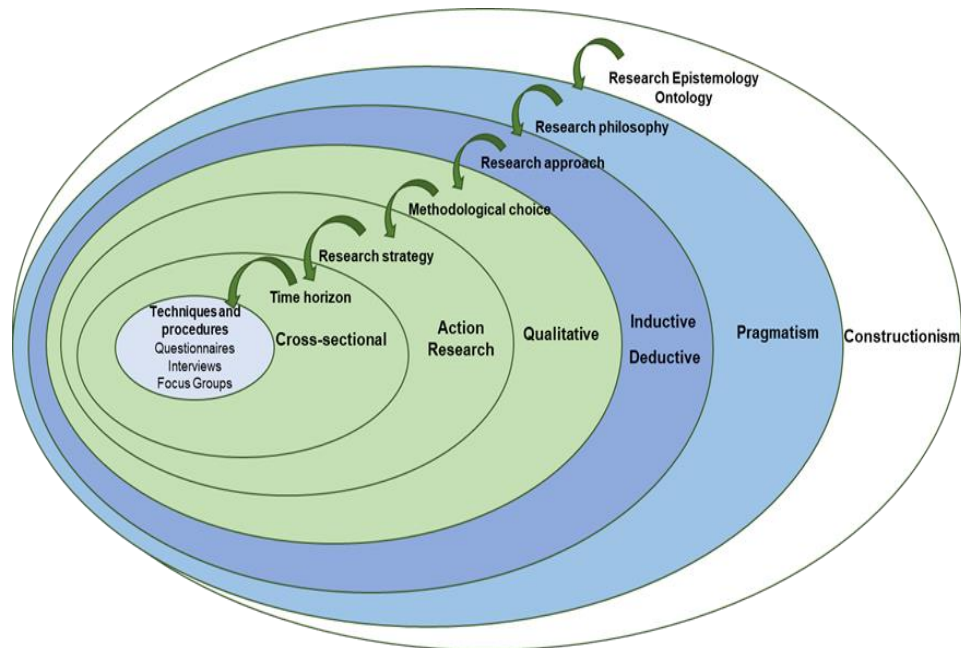 Research Epistemology
Ontology
Research philosophy
Research approach
Methodological choice
Research strategy
Time horizon
Techniques and
procedures
Questionnaires
Interviews
Focus Groups
Cross-sectional
Action
Research
Qualitative
Inductive
Deductive
Pragmatism
Constructionism